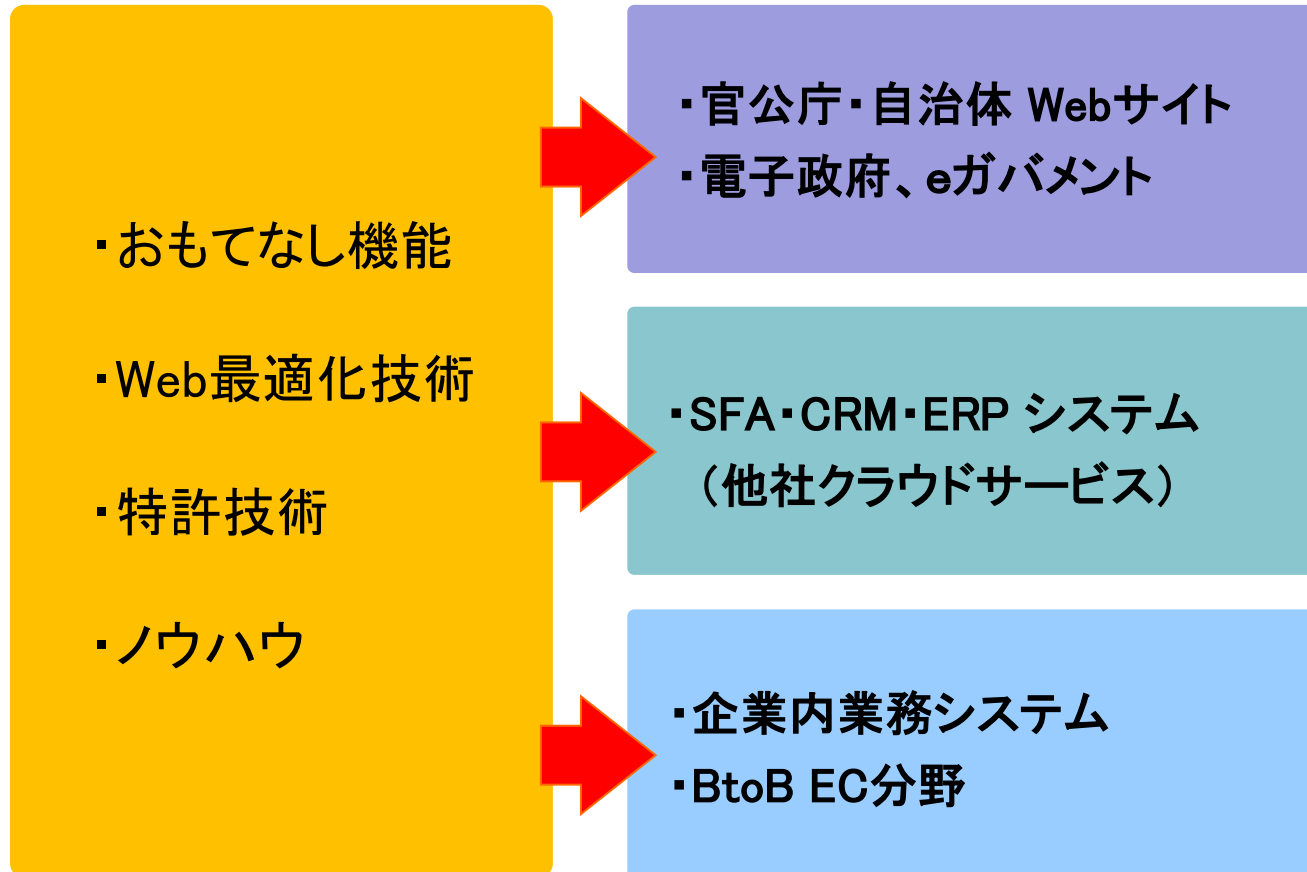 ・おもてなし機能
・Web最適化技術
・特許技術
・ノウハウ
・官公庁・自治体 Webサイト
・電子政府、eガバメント
・SFA・CRM・ERP システム
（他社クラウドサービス）
・企業内業務システム
・BtoB EC分野